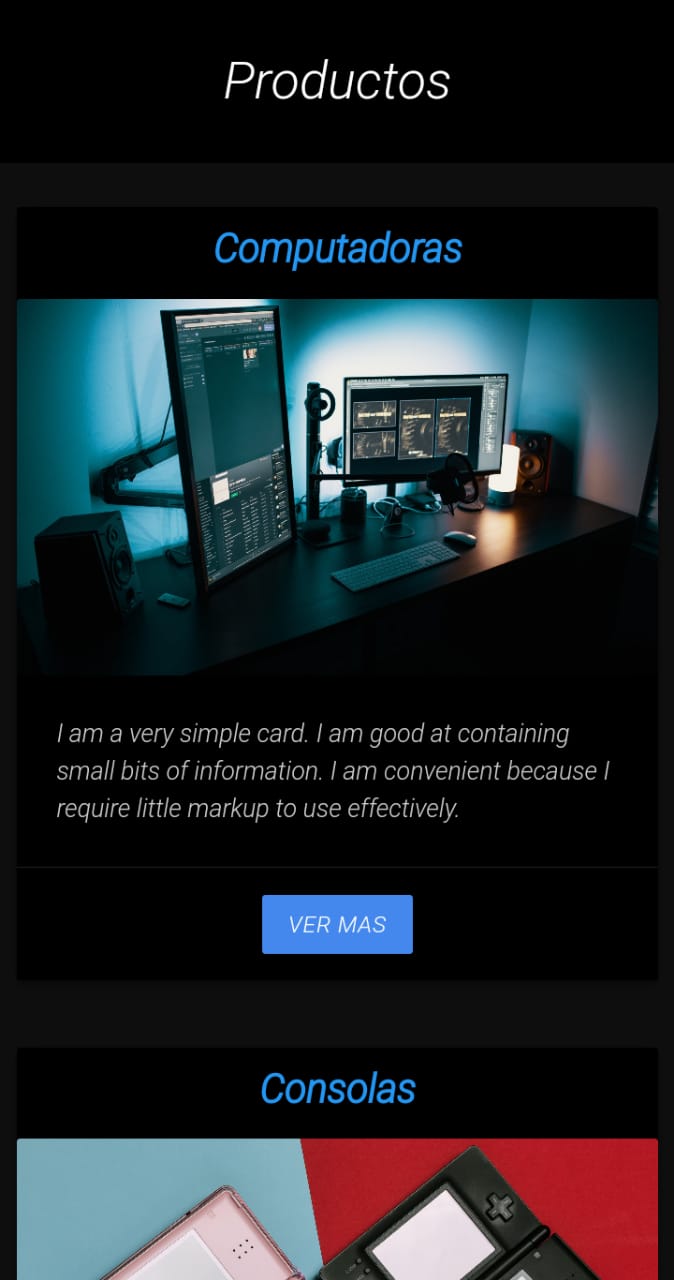 Productos
Computadoras
I am a very simple card. I am good at containing
small bits of information. I am convenient because I
require little markup to use effectively.
VER MAS
Consolas